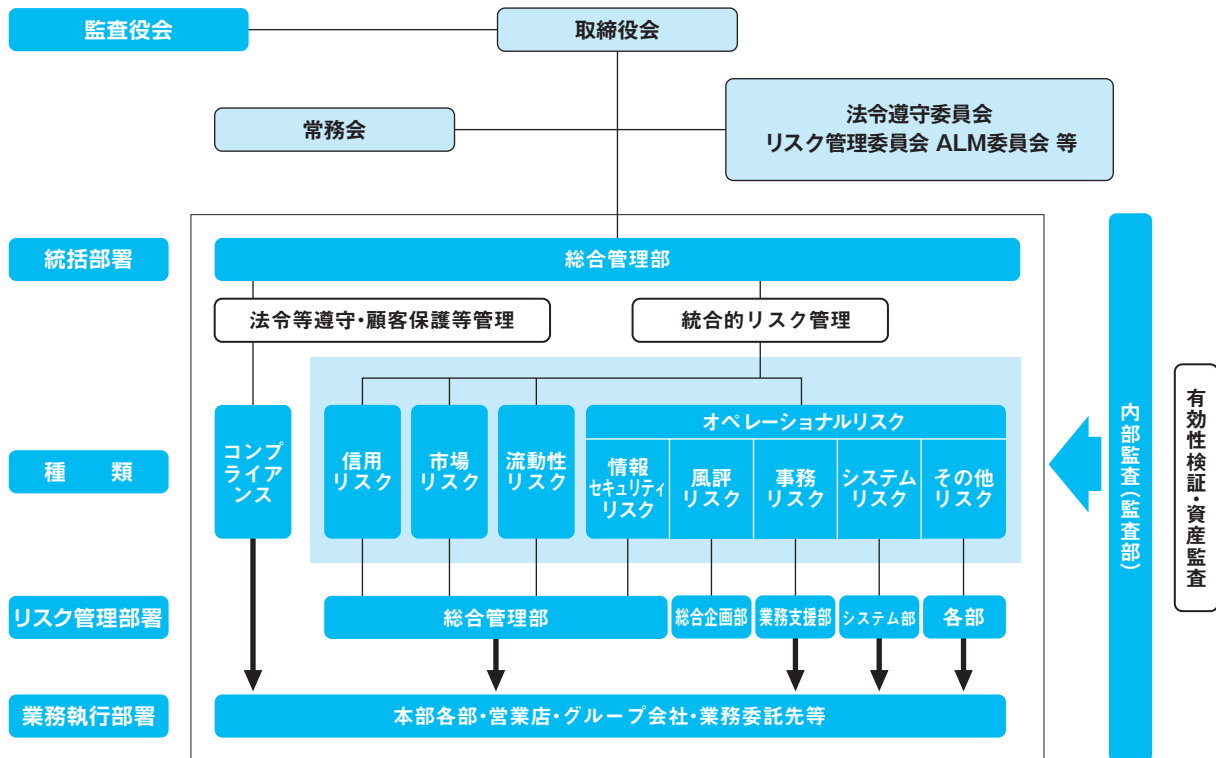 監査役会
取締役会
常務会
法令遵守委員会
リスク管理委員会 ALM委員会 等
統括部署
総合管理部
法令等遵守・顧客保護等管理
統合的リスク管理
種　類
コンプ
ライア
ンス
信用
リスク
市場
リスク
流動性
リスク
オペレーショナルリスク
情報
セキュリティ
リスク
風評
リスク
事務
リスク
システム
リスク
その他
リスク
リスク管理部署
総合管理部
総合企画部
業務支援部
システム部
各部
業務執行部署
本部各部・営業店・グループ会社・業務委託先等
内部監査(監査部)
有効性検証・資産監査